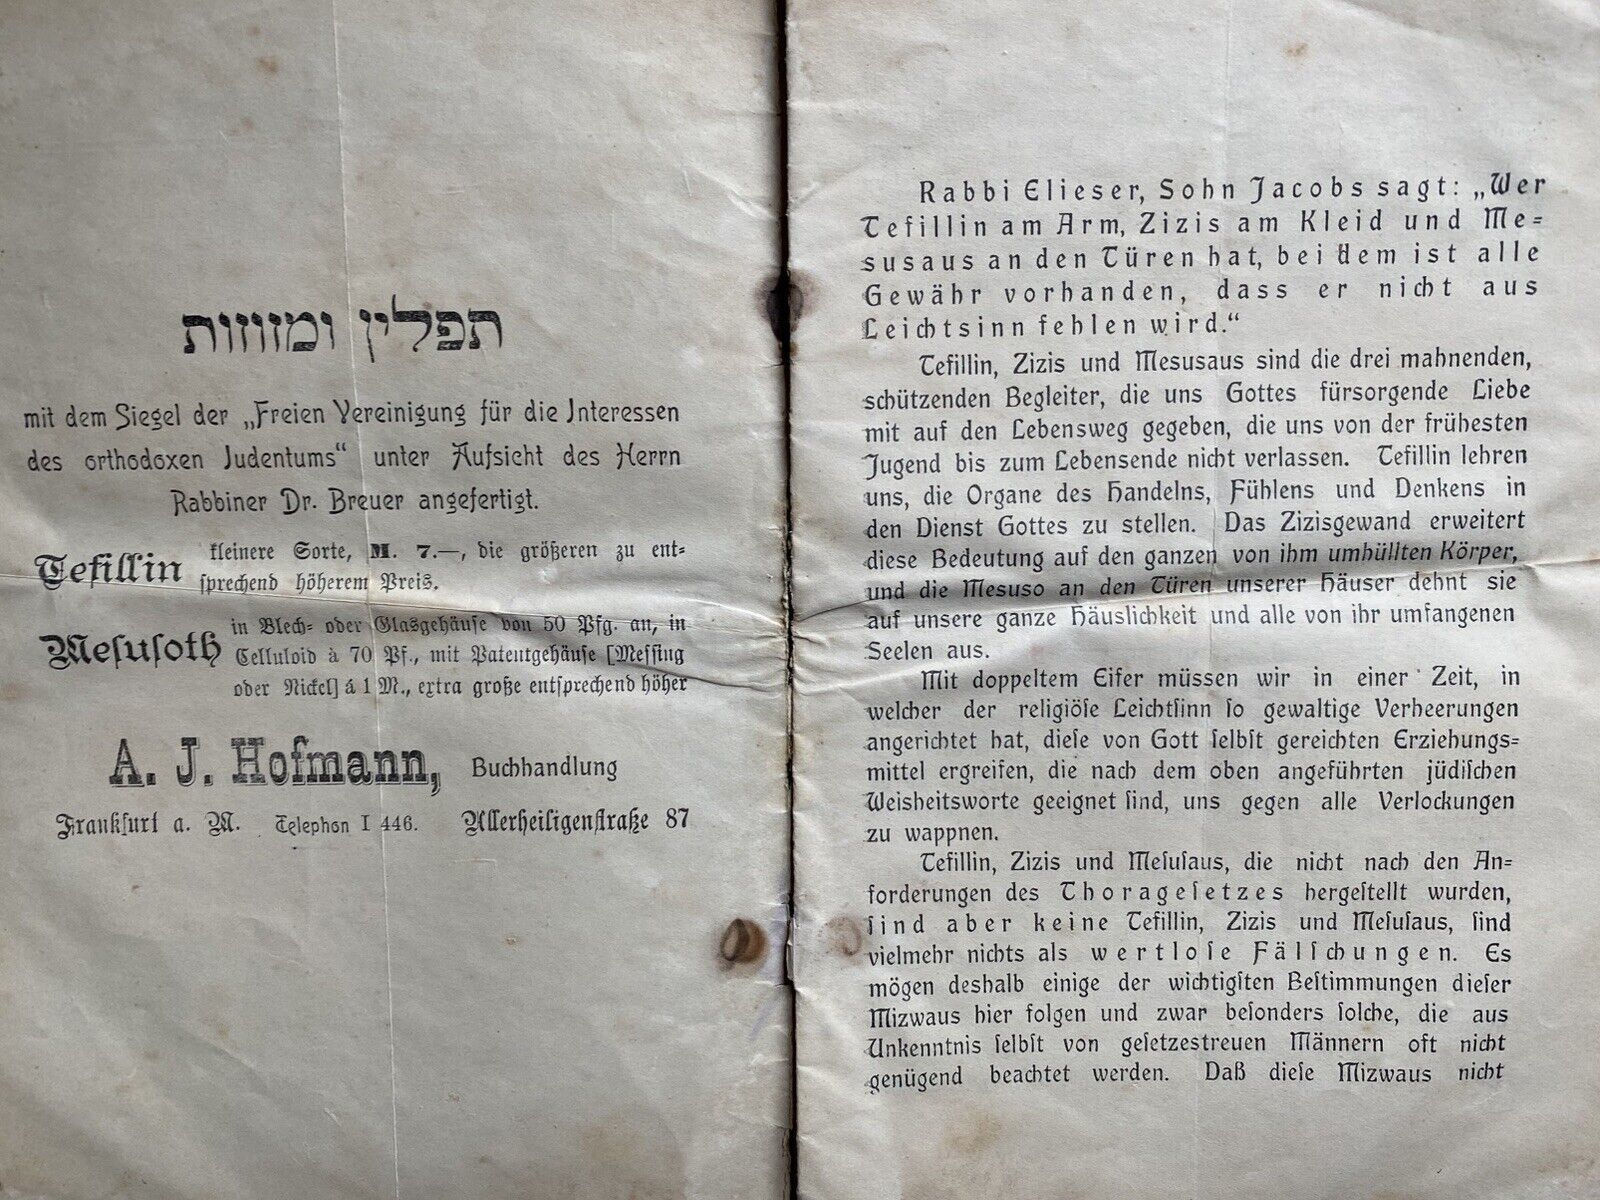 תפלין ומזוזות
mit dem Siegel der „Freien Vereinigung für die Interessen
des orthodoxen Judentums“ unter Aufsicht des Herrn
Rabbiner Dr. Breuer angefertigt.
Tefillin kleinere Sorte, M. 7.—, die größeren zu ent=
sprechend höherem Preis.
Mesusoth in Blech= oder Glasgehäuse von 50 Pfg. an, in
Celluloid à 70 Pf., mit Patentgehäuse [Messing
oder Nickel] á 1 M., extra große entsprechend höher
A. J. Hofmann, Buchhandlung
Frankfurt a. M. Telephon I 446. Allerheiligenstraße 87
Rabbi Elieser, Sohn Jacobs sagt: „Wer
Tefillin am Arm, Zizis am Kleid und Me=
susaus an den Türen hat, bei dem ist alle
Gewähr vorhanden, dass er nicht aus
Leichtsinn fehlen wird.“
Tefillin, Zizis und Mesusaus sind die drei mahnenden,
schützenden Begleiter, die uns Gottes fürsorgende Liebe
mit auf den Lebensweg gegeben, die uns von der frühesten
Jugend bis zum Lebensende nicht verlassen. Tefillin lehren
uns, die Organe des Handelns, Fühlens und Denkens in
den Dienst Gottes zu stellen. Das Zizisgewand erweitert
diese Bedeutung auf den ganzen von ihm umhüllten Körper,
und die Mesuso an den Türen unserer Häuser dehnt sie
auf unsere ganze Häuslichkeit und alle von ihr umfangenen
Seelen aus.
Mit doppeltem Eifer müssen wir in einer Zeit, in
welcher der religiöſe Leichtſinn ſo gewaltige Verheerungen
angerichtet hat, dieſe von Gott ſelbſt gereichten Erziehungs=
mittel ergreifen, die nach dem oben angeführten jüdiſchen
Weisheitsworte geeignet ſind, uns gegen alle Verlockungen
zu wappnen.
Tefillin, Zizis und Meſuſaus, die nicht nach den An=
forderungen des Thorageſetzes hergeſtellt wurden,
ſind aber keine Tefillin, Zizis und Meſuſaus, ſind
vielmehr nichts als wertloſe Fälſchungen. Es
mögen deshalb einige der wichtigſten Beſtimmungen dieſer
Mizwaus hier folgen und zwar beſonders ſolche, die aus
Unkenntnis ſelbſt von geſetzestreuen Männern oft nicht
genügend beachtet werden. Daß dieſe Mizwaus nicht